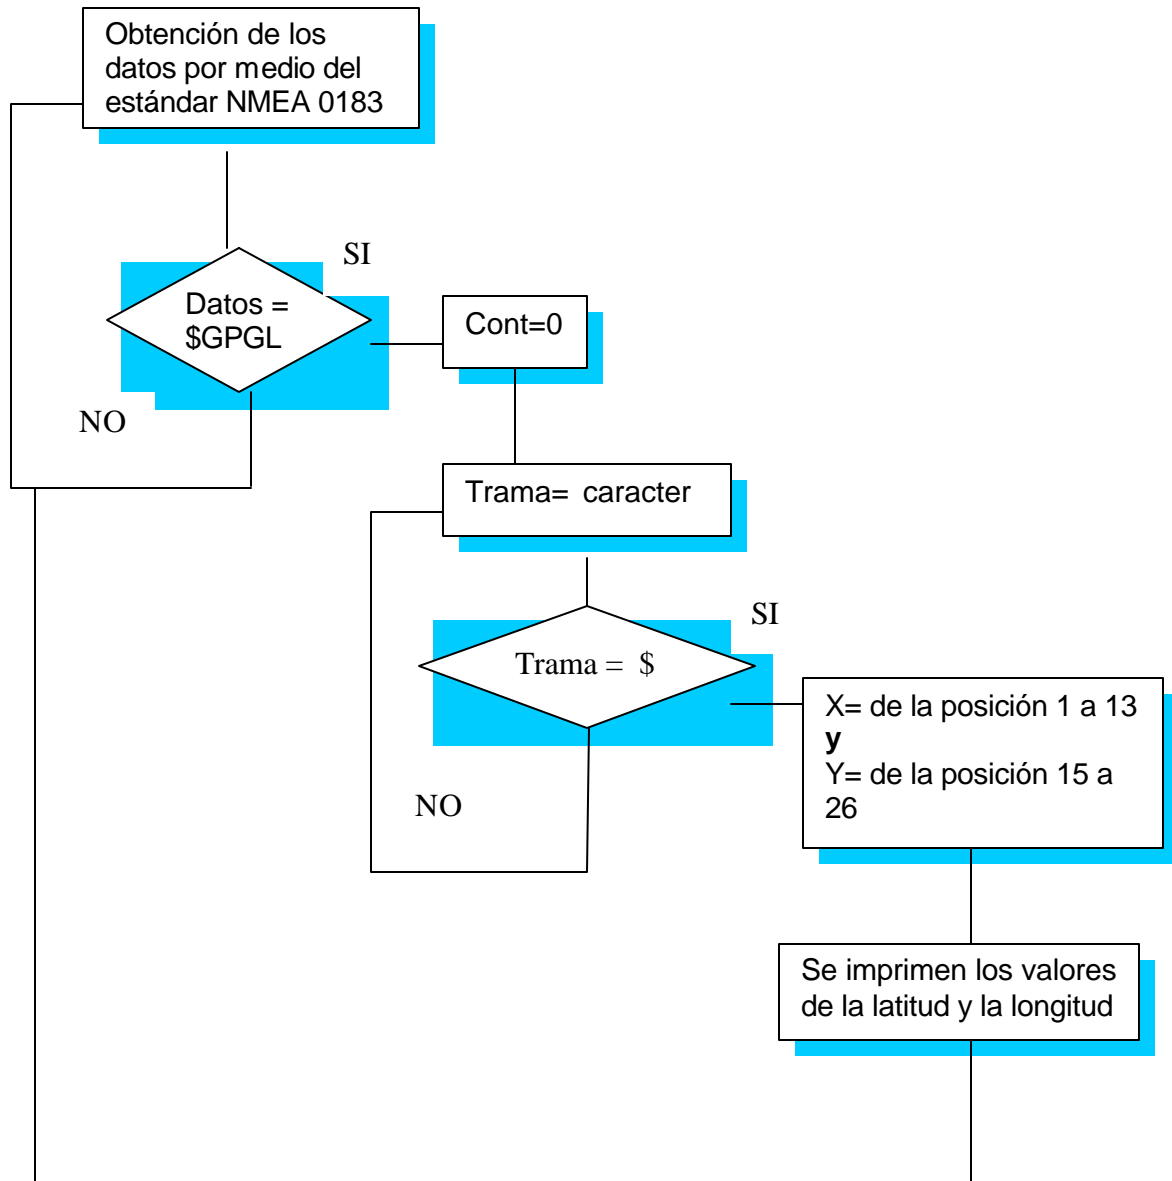 Obtención de los
datos por medio del
estándar NMEA 0183
SI
Datos =
$GPGL
Cont=0
NO
Trama= caracter
SI
Trama = $
X= de la posición 1 a 13
y
Y= de la posición 15 a
26
NO
Se imprimen los valores
de la latitud y la longitud